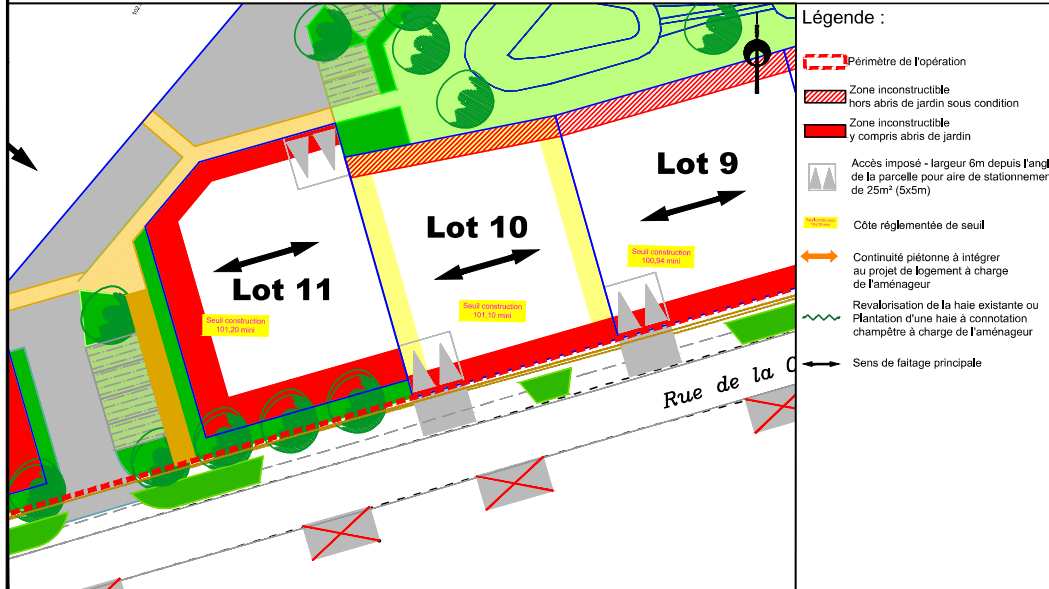 Légende :
Périmètre de l'opération
Zone inconstructible
hors abris de jardin sous condition
Zone inconstructible
y compris abris de jardin
Accès imposé - largeur 6m depuis l'angl
de la parcelle pour aire de stationnemen
de 25m² (5x5m)
Côte réglementée de seuil
Continuité piétonne à intégrer
au projet de logement à charge
de l'aménageur
Revalorisation de la haie existante ou
Plantation d'une haie à connotation
champêtre à charge de l'aménageur
Sens de faitage principale
Lot 9
Seuil construction
100,94 mini
Lot 10
Seuil construction
101,10 mini
Lot 11
Seuil construction
101,20 mini
Rue de la C